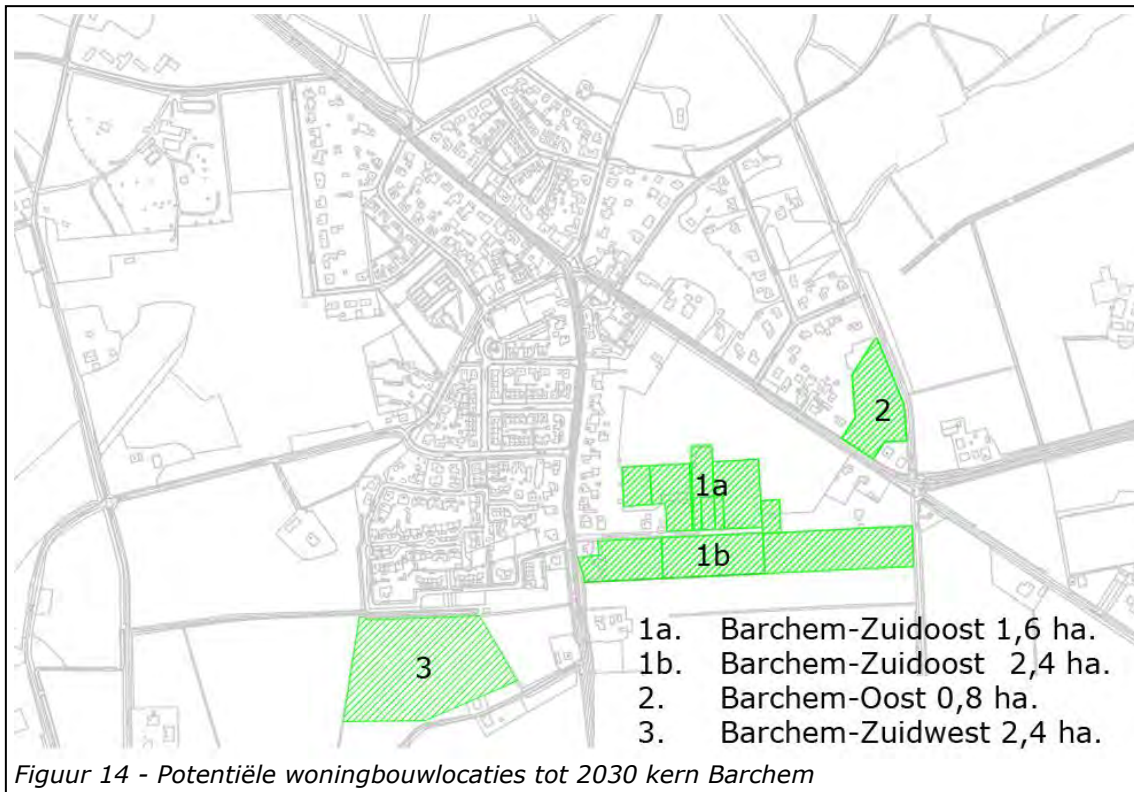 2
1a
1b
3
1a. Barchem-Zuidoost 1,6 ha.
1b. Barchem-Zuidoost 2,4 ha.
2. Barchem-Oost 0,8 ha.
3. Barchem-Zuidwest 2,4 ha.
Figuur 14 - Potentiële woningbouwlocaties tot 2030 kern Barchem